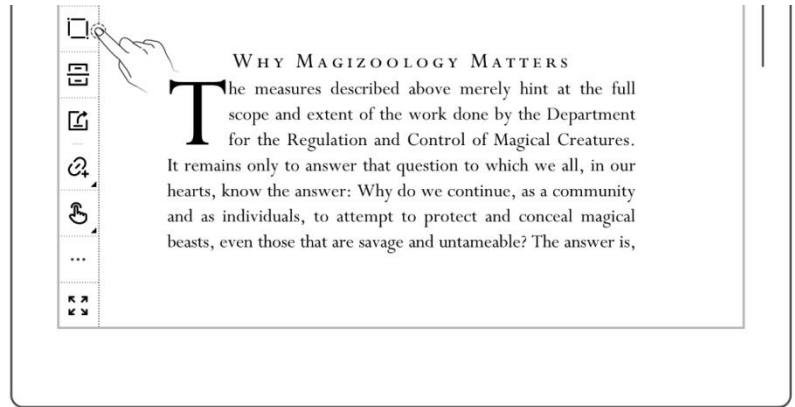 WHY MAGIZOOLOGY MATTERS
The measures described above merely hint at the full
scope and extent of the work done by the Department
for the Regulation and Control of Magical Creatures.
It remains only to answer that question to which we all, in our
hearts, know the answer: Why do we continue, as a community
and as individuals, to attempt to protect and conceal magical
beasts, even those that are savage and untameable? The answer is,